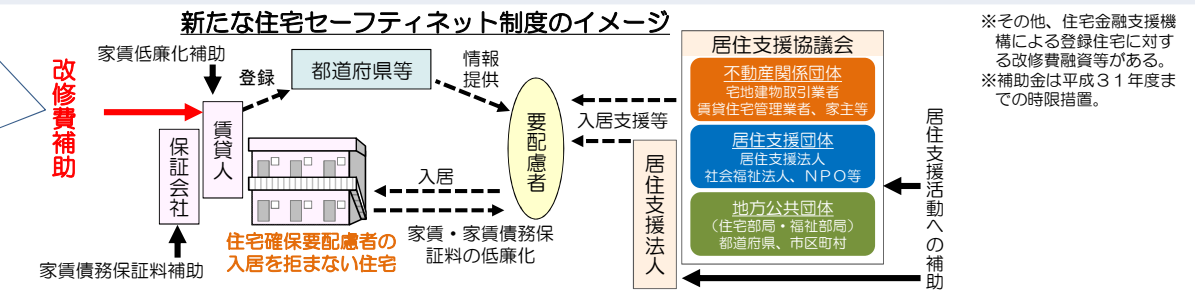 新たな住宅セーフティネット制度のイメージ
※その他、住宅金融支援機
構による登録住宅に対す
る改修費融資等がある。
※補助金は平成31年度ま
での時限措置。
改修費補助
家賃低廉化補助
登録
都道府県等
情報
提供
賃貸人
保証会社
家賃債務保証料補助
住宅確保要配慮者の
入居を拒まない住宅
入居
家賃・家賃債務保
証料の低廉化
要配慮者
入居支援等
居住支援法人
居住支援協議会
不動産関係団体
宅地建物取引業者
賃貸住宅管理業者、家主等
居住支援団体
居住支援法人
社会福祉法人、NPO等
地方公共団体
(住宅部局・福祉部局)
都道府県、市区町村
居住支援活動への補助